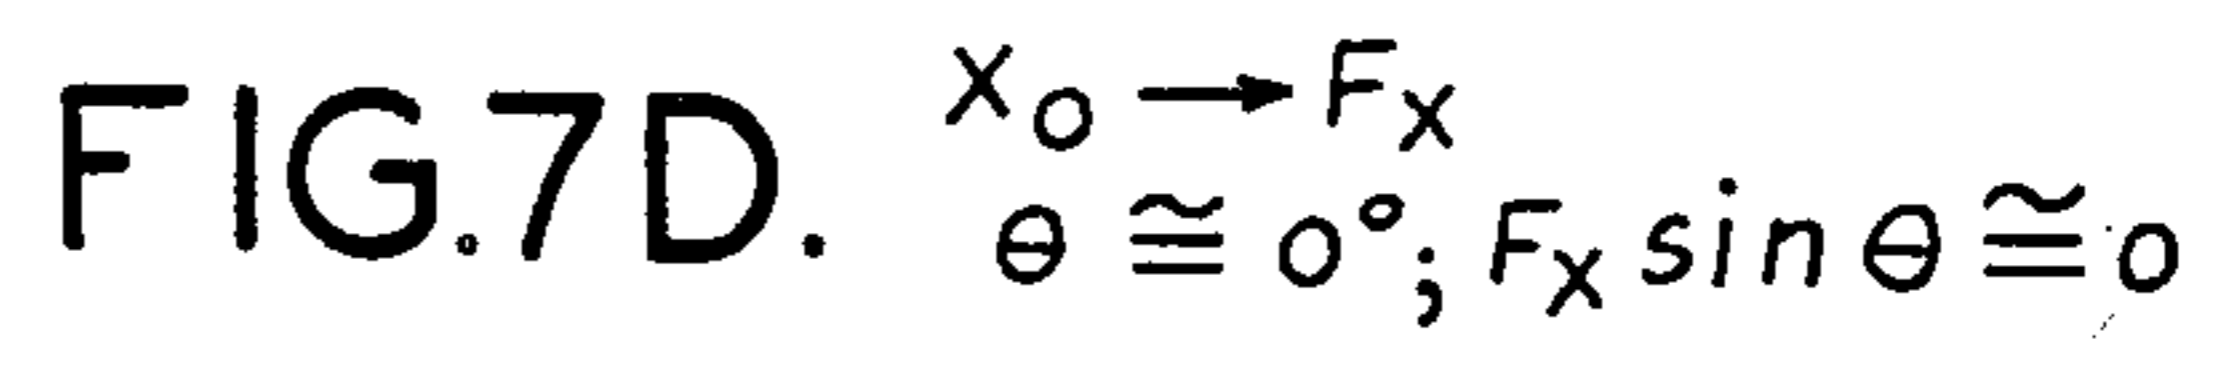 FIG.7D.
X₀ → Fₓ
θ ≅ 0°; Fₓ sin θ ≅ 0